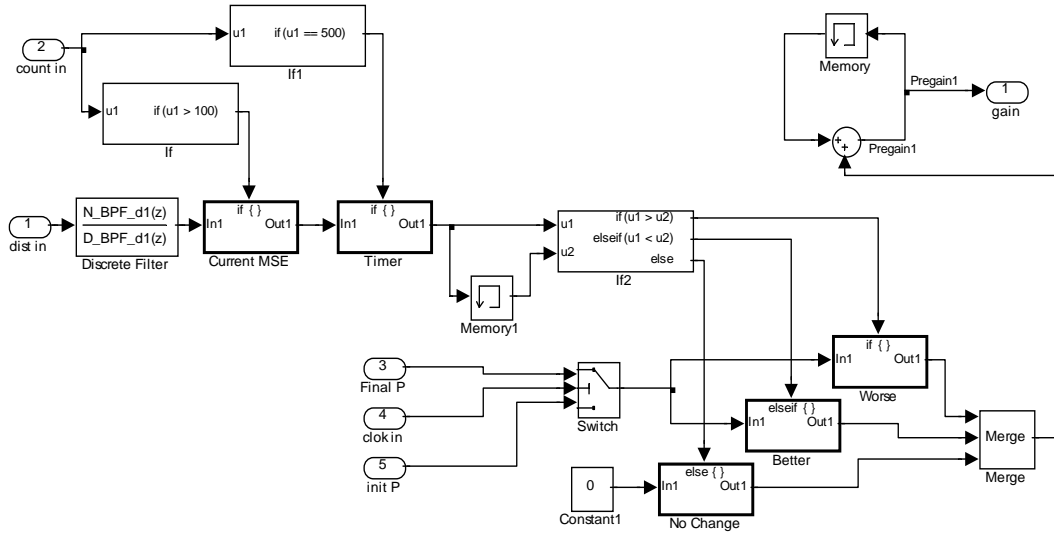 2
count in
u1
if (u1 == 500)
If1
u1
if (u1 > 100)
If
Memory
Pregain1
1
gain
+
+
Pregain1
1
dist in
N_BPF_d1(z)
D_BPF_d1(z)
Discrete Filter
if { }
In1
Out1
Current MSE
if { }
In1
Out1
Timer
u1
u2
if (u1 > u2)
elseif (u1 < u2)
else
If2
Memory1
3
Final P
4
clok in
5
init P
Switch
if { }
In1
Out1
Worse
elseif { }
In1
Out1
Better
0
Constant1
else { }
In1
Out1
No Change
Merge
Merge